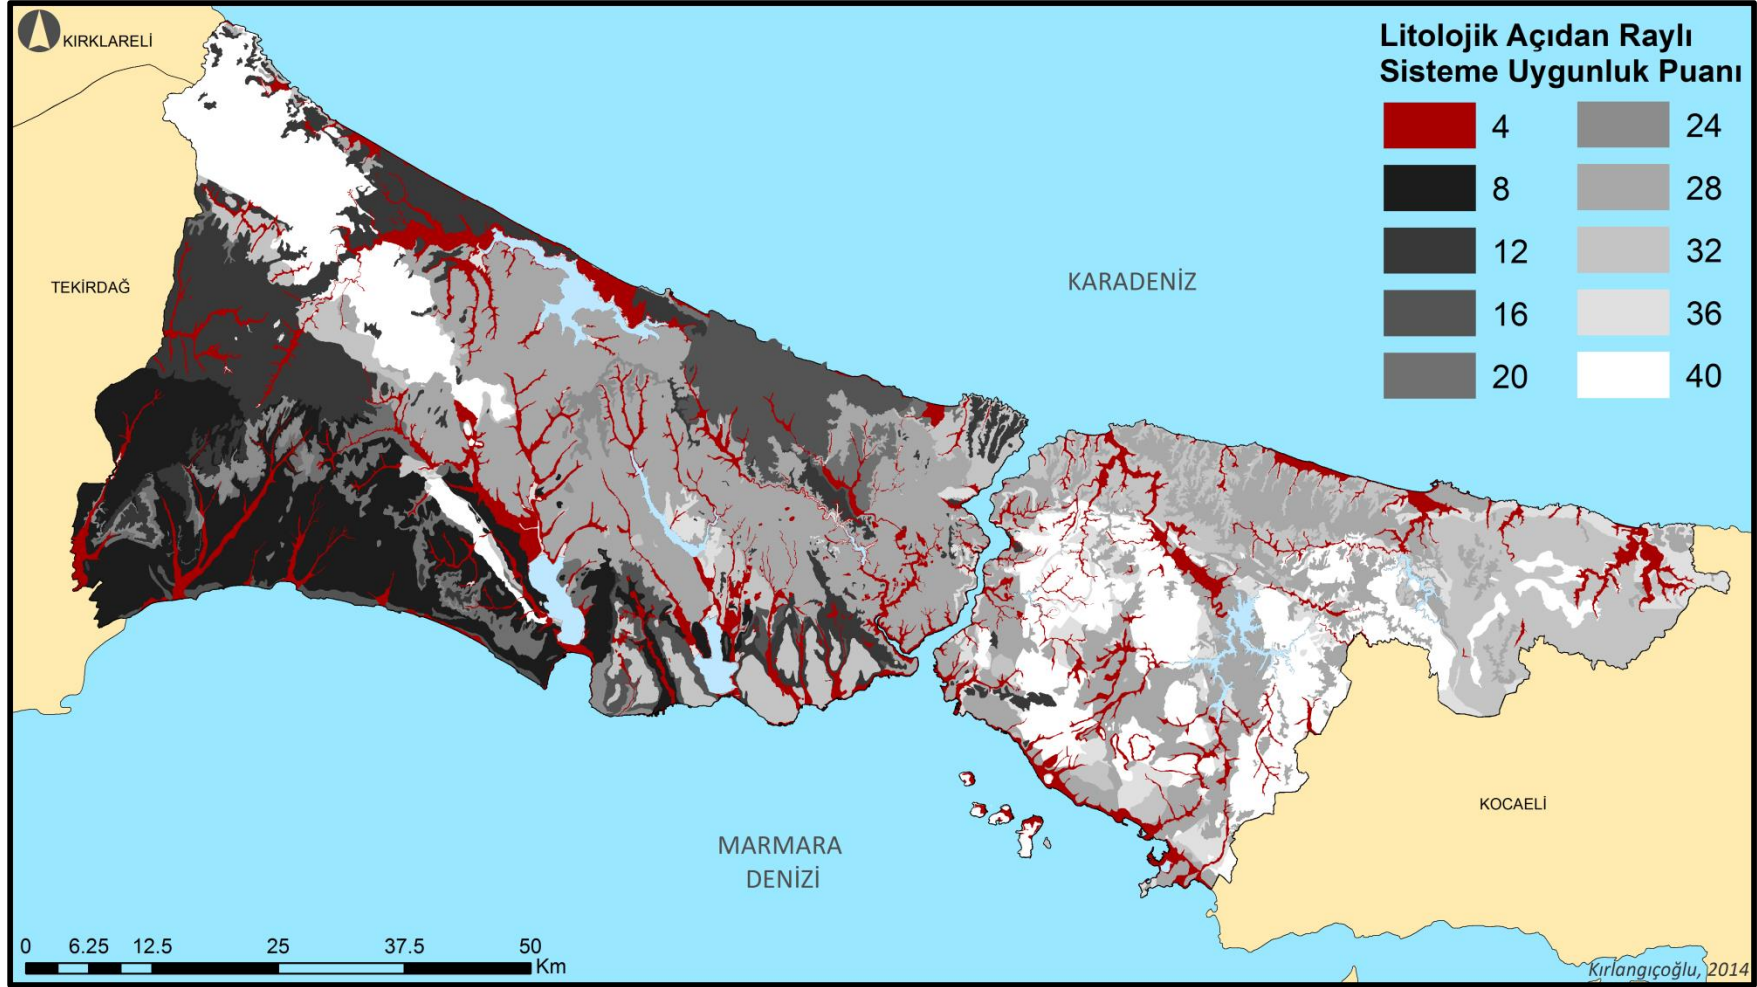 KIRKLARELİ
Litolojik Açıdan Raylı
Sisteme Uygunluk Puanı
4
24
8
28
12
32
16
36
20
40
TEKİRDAĞ
KARADENİZ
KOCAELİ
MARMARA
DENİZİ
0 6.25 12.5 25 37.5 50
Km
Kırlangıçoğlu, 2014